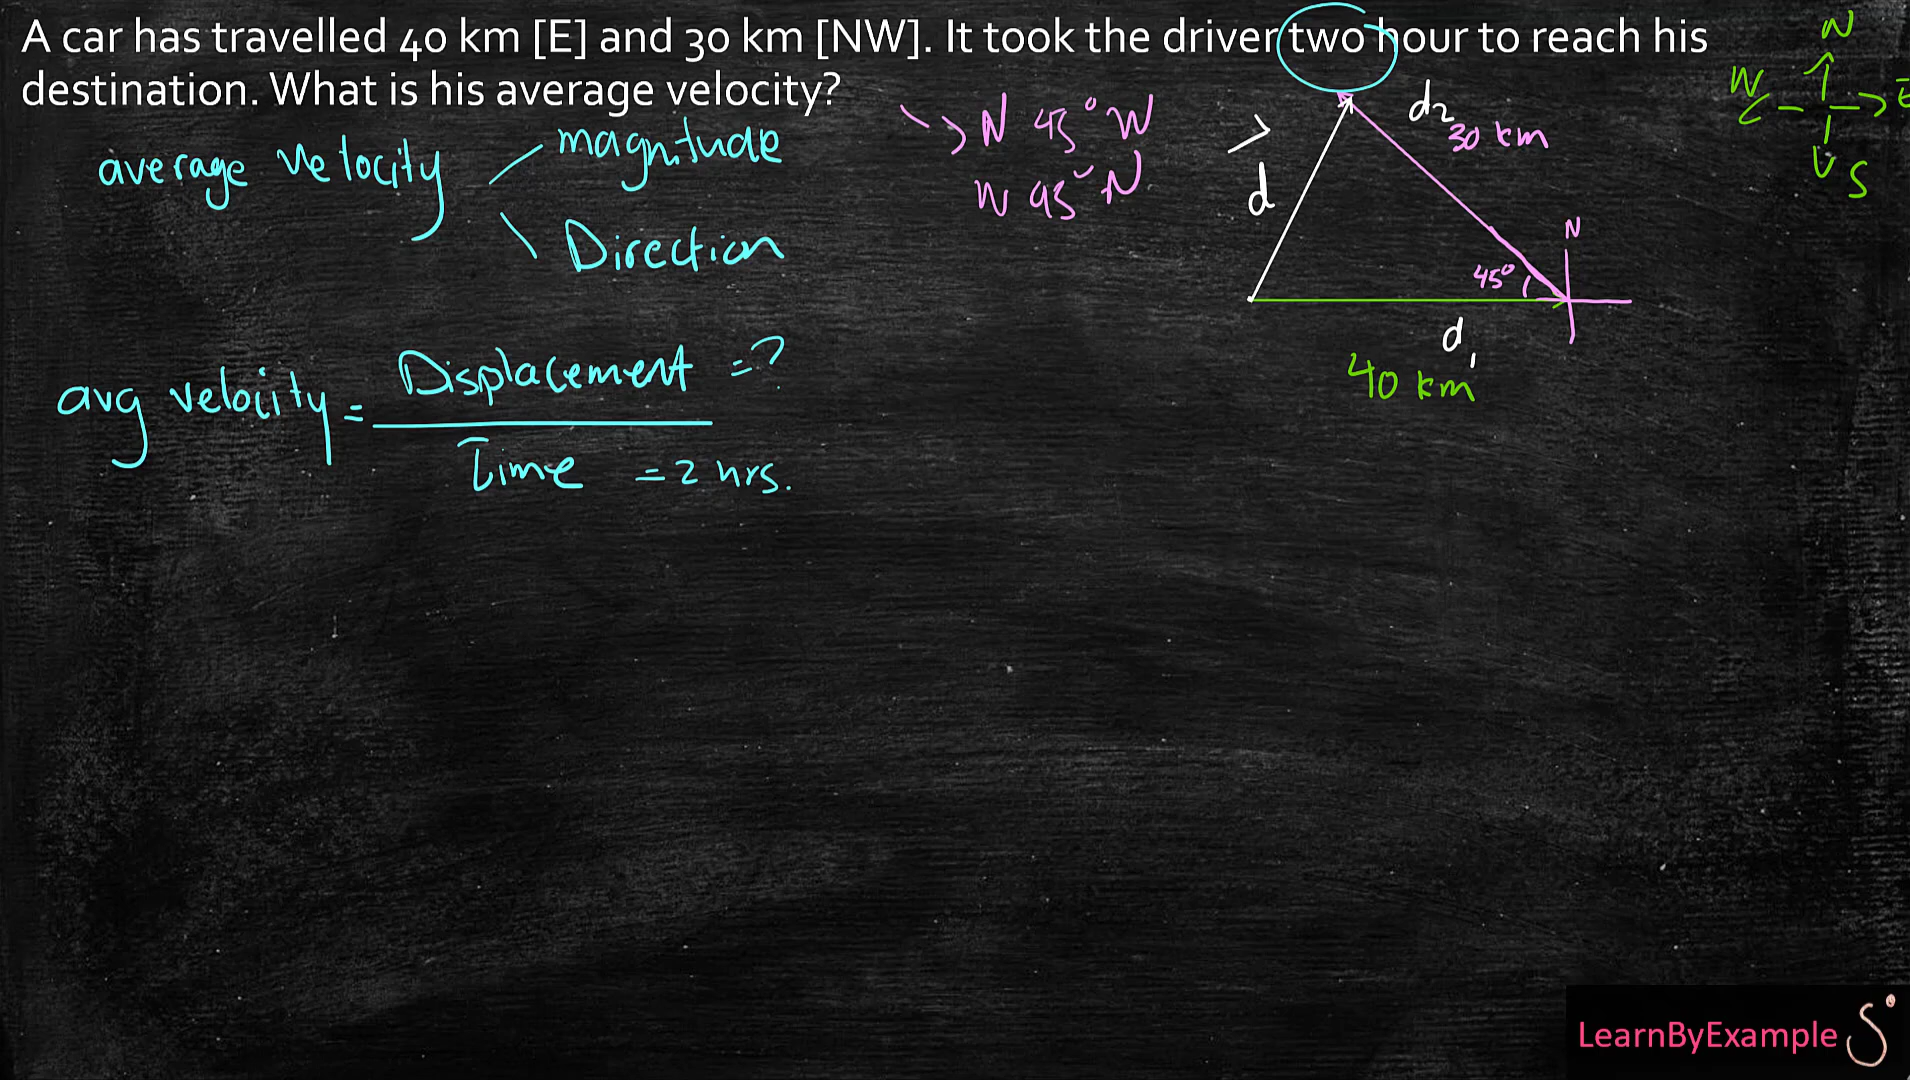 A car has travelled 40 km [E] and 30 km [NW]. It took the driver two hour to reach his
destination. What is his average velocity?
average velocity
magnitude
Direction
N 45° W
W 45° N
d
d2
30 km
N
45°
d1
40 km
N
W
E
S
avg velocity = Displacement = ?
Time = 2 hrs.
LearnByExample